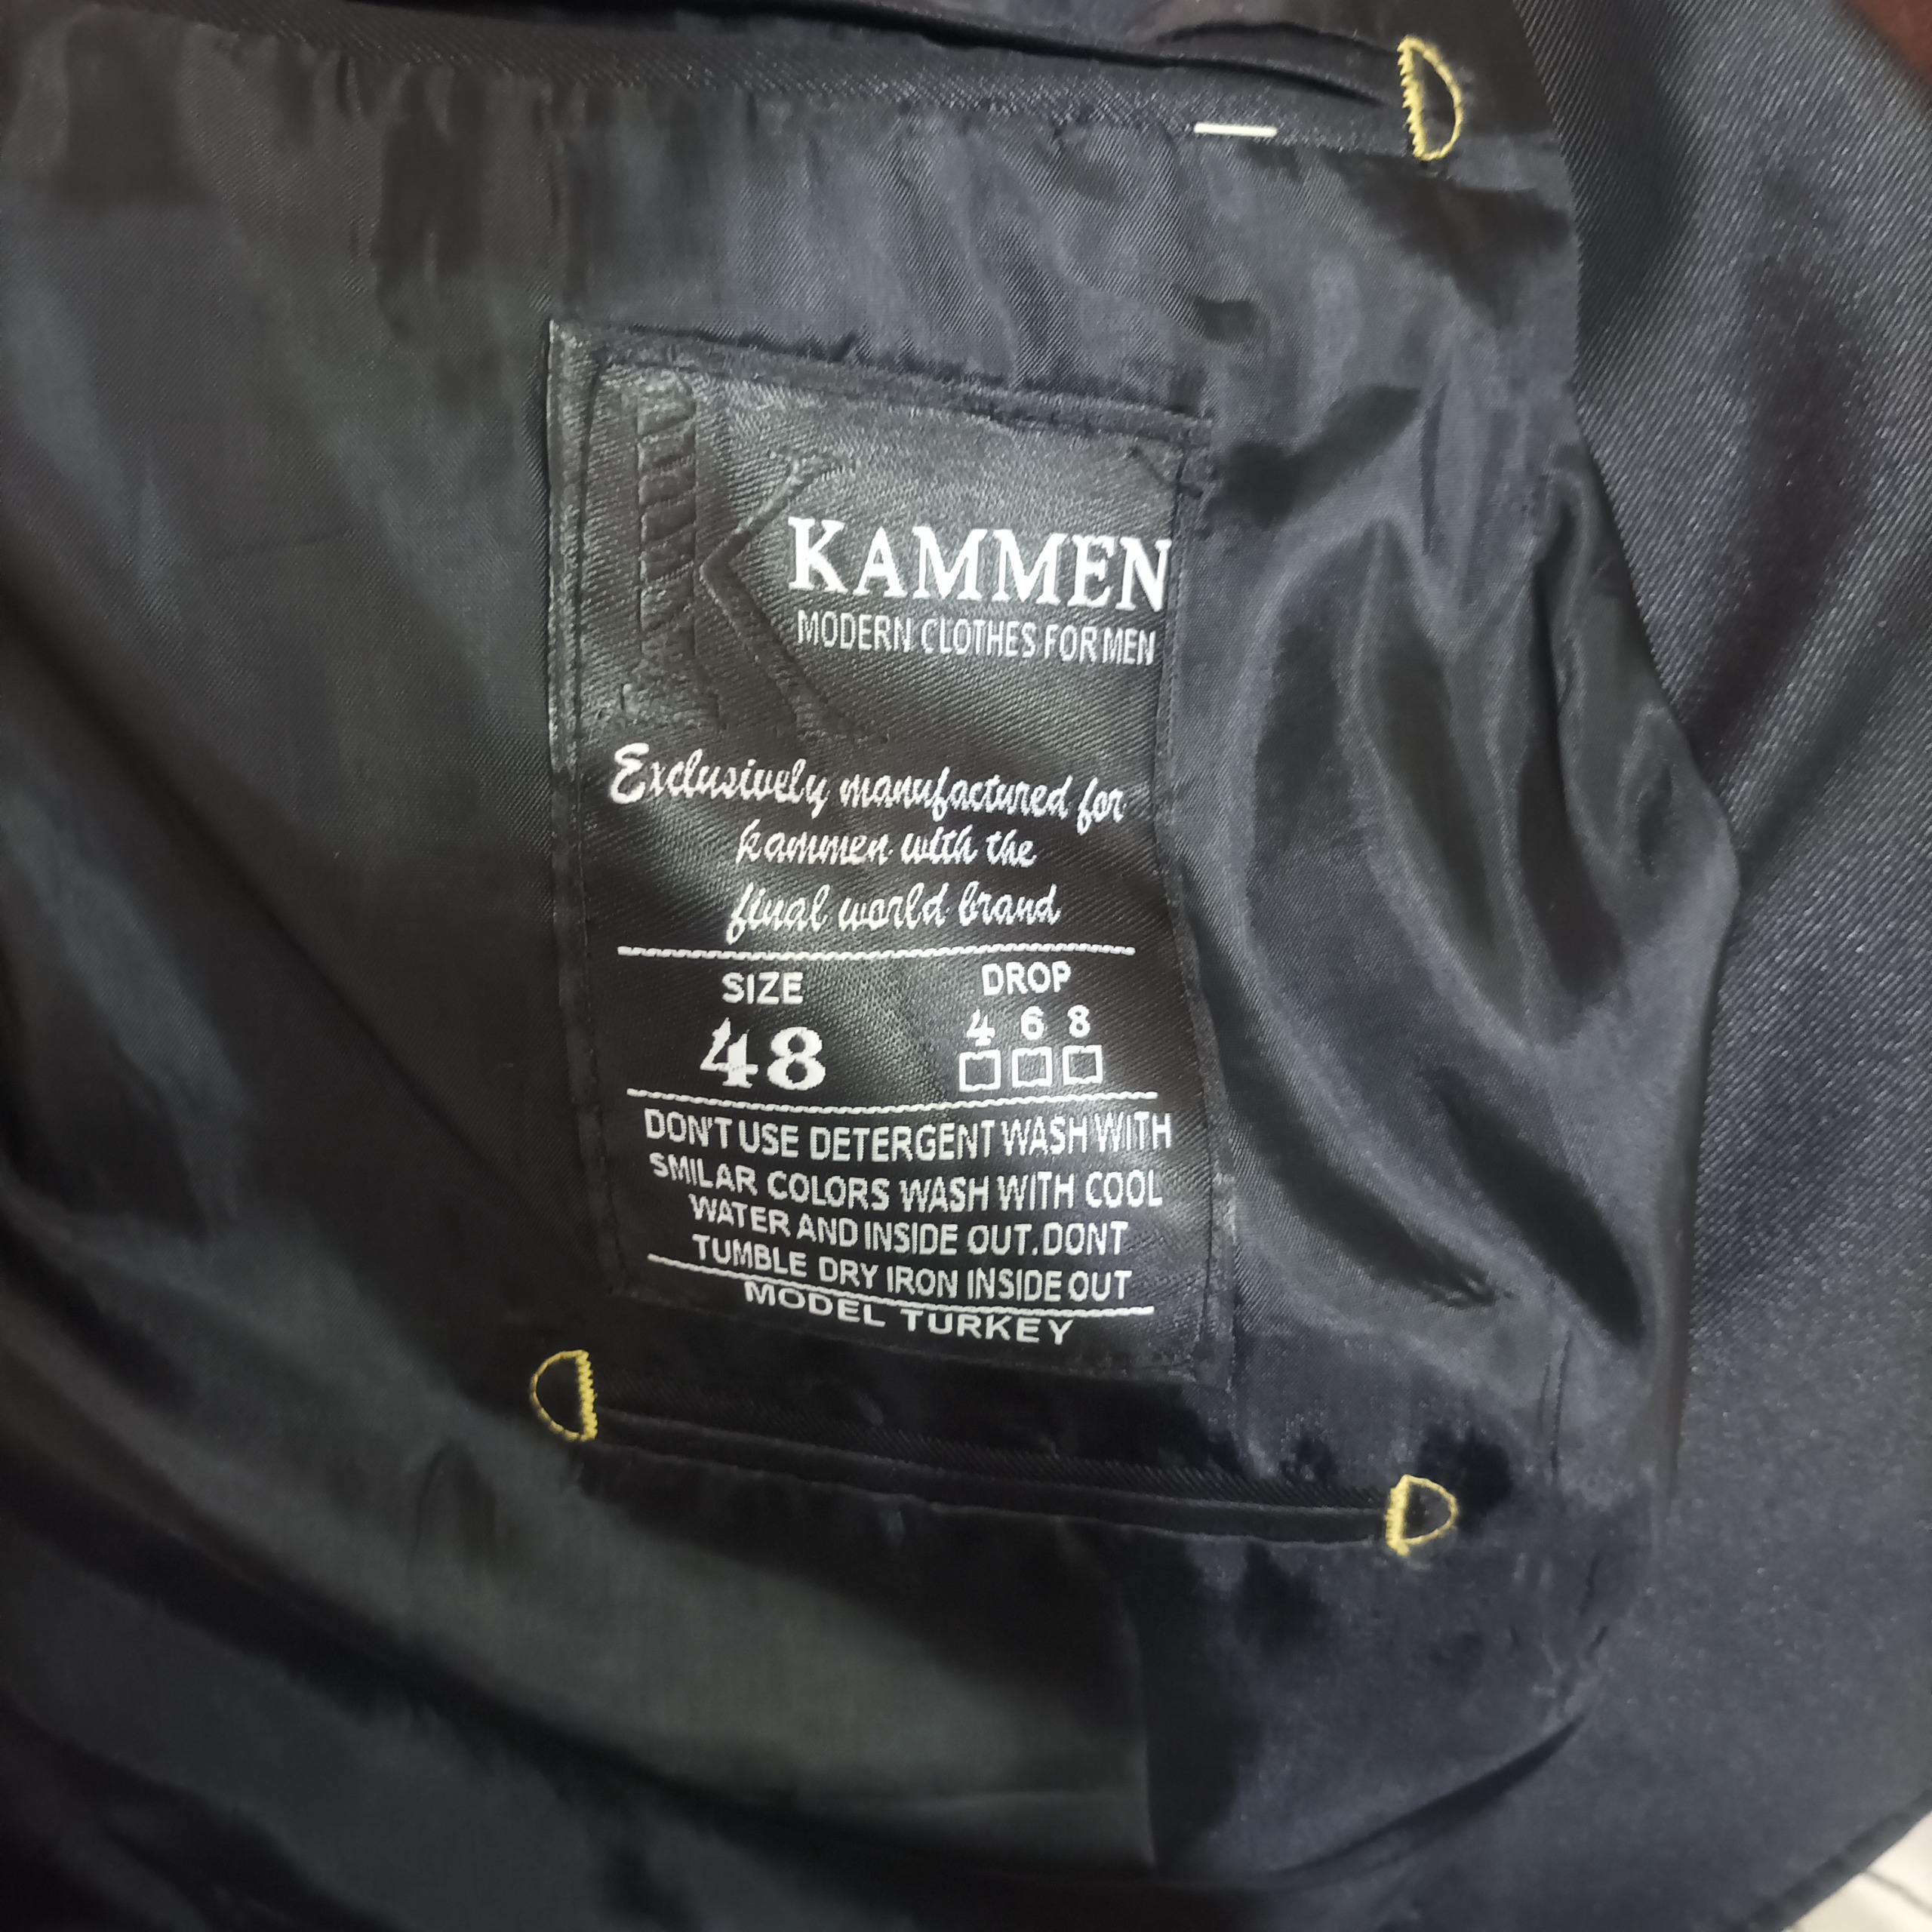 KAMMEN
MODERN CLOTHES FOR MEN
Exclusively manufactured for
kammen with the
final world brand
SIZE
48
DROP
4 6 8
DON'T USE DETERGENT WASH WITH
SMILAR COLORS WASH WITH COOL
WATER AND INSIDE OUT.DONT
TUMBLE DRY IRON INSIDE OUT
MODEL TURKEY